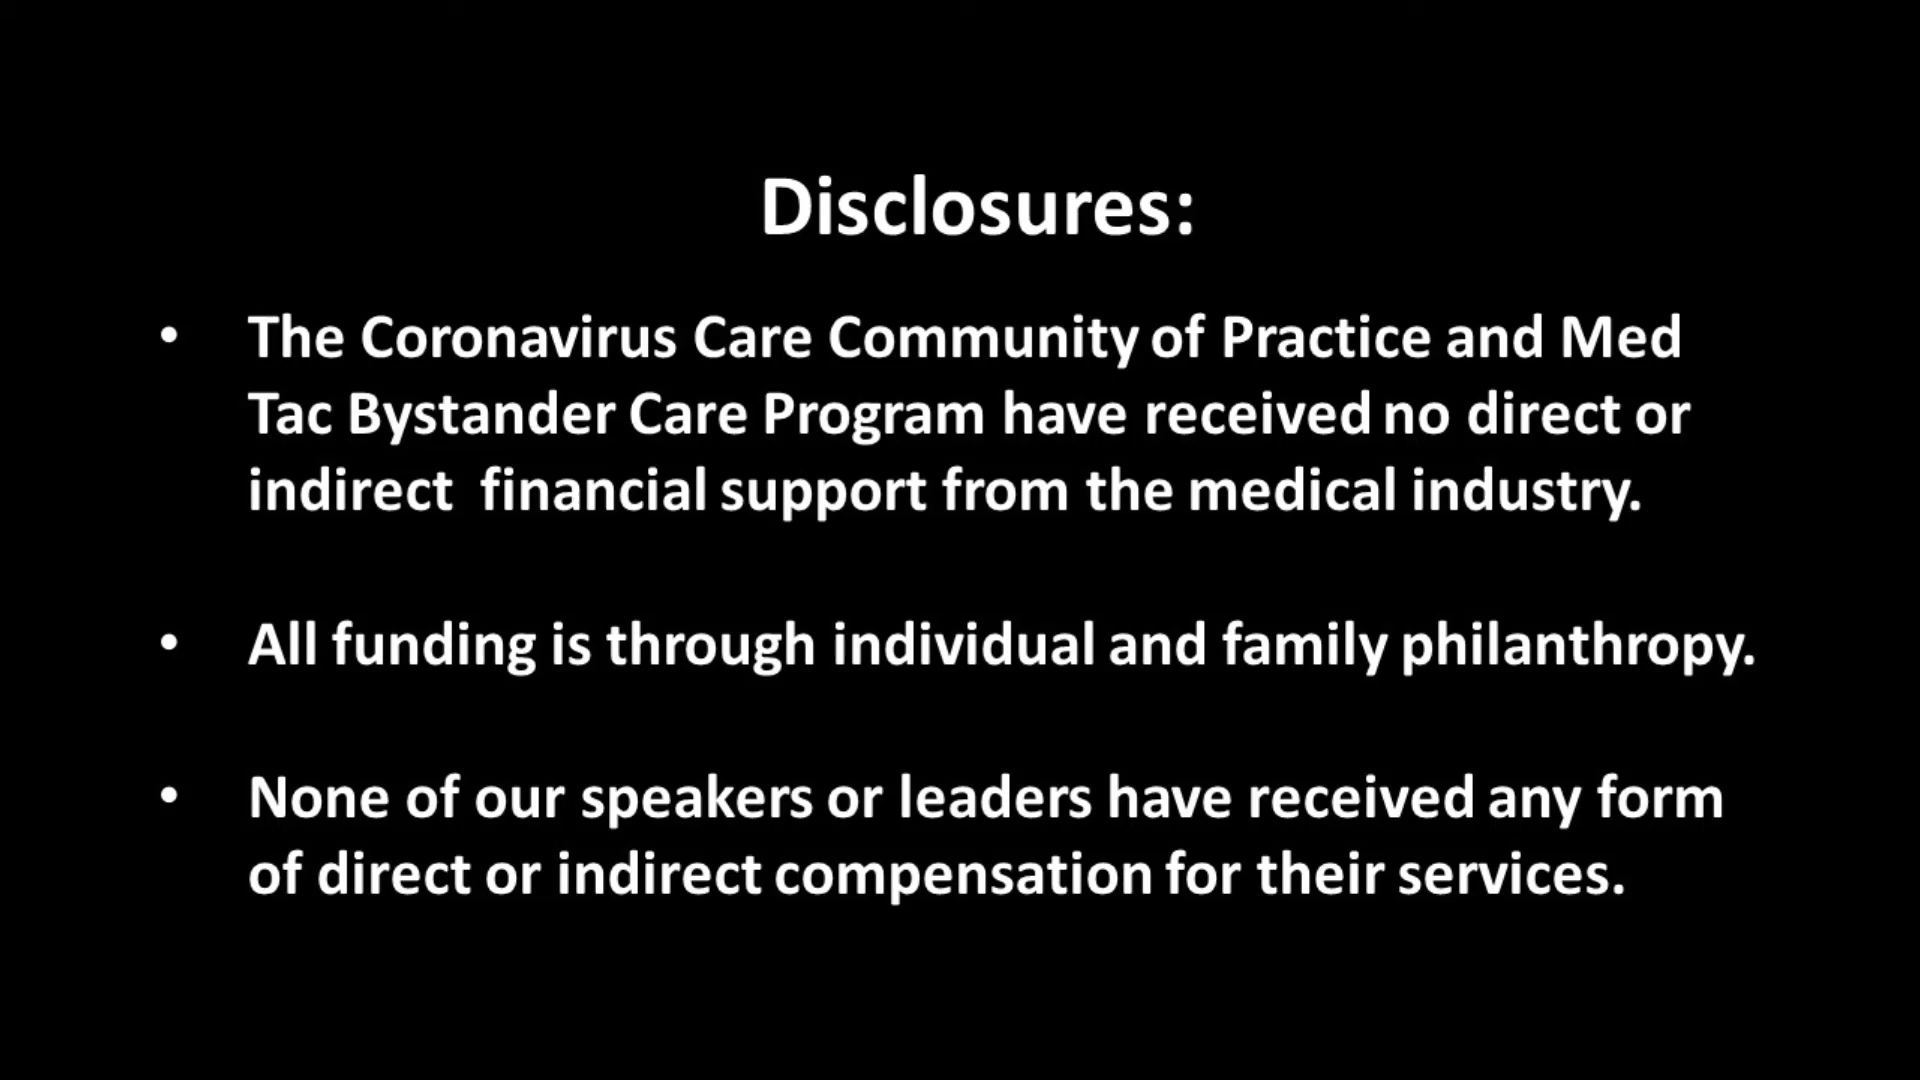 Disclosures:
• The Coronavirus Care Community of Practice and Med
Tac Bystander Care Program have received no direct or
indirect  financial support from the medical industry.
• All funding is through individual and family philanthropy.
• None of our speakers or leaders have received any form
of direct or indirect compensation for their services.